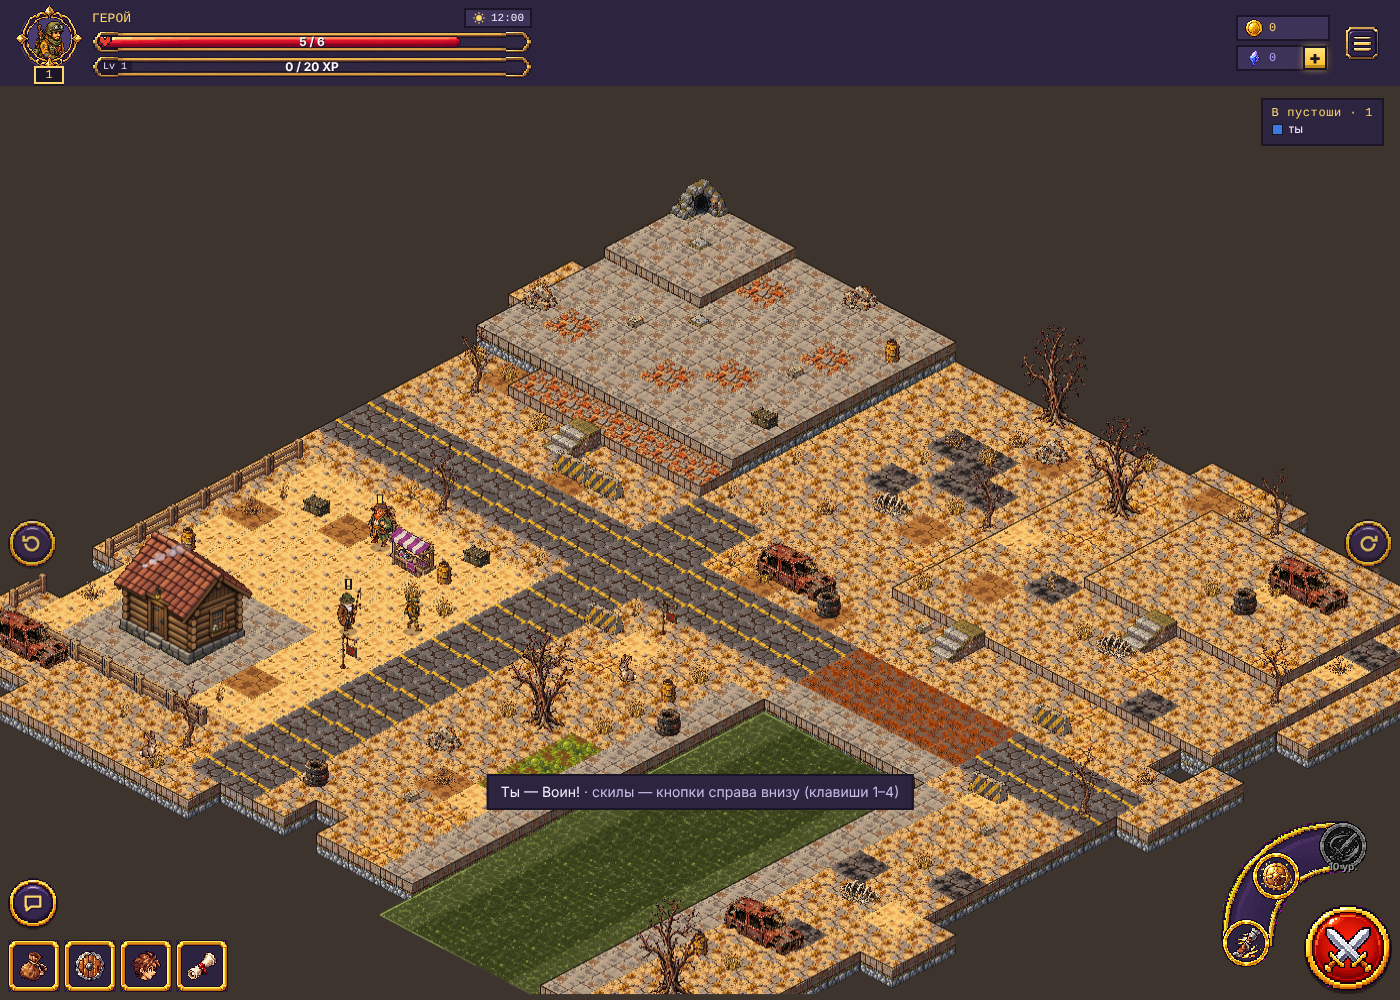 ГЕРОЙ
12:00
5 / 6
Lv 1
0 / 20 XP
1
0
0
+
В пустоши · 1
ты
Ты — Воин! · скилы — кнопки справа внизу (клавиши 1–4)
10 ур.